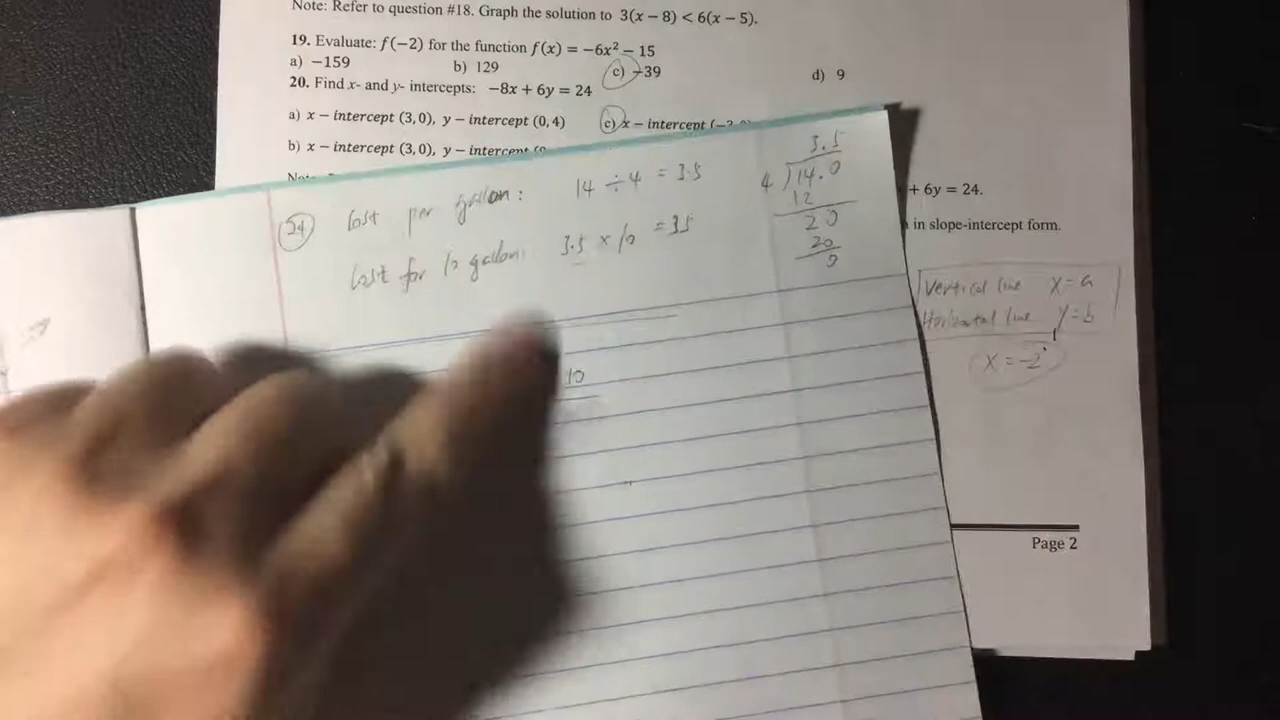 Note: Refer to question #18. Graph the solution to 3(x − 8) < 6(x − 5).
19. Evaluate: f(−2) for the function f(x) = −6x² − 15
a) −159 b) 129 c) −39 d) 9
20. Find x- and y- intercepts: −8x + 6y = 24
a) x − intercept (3, 0), y − intercept (0, 4) c) x − intercept (−3, 0)
b) x − intercept (3, 0), y − intercept
+ 6y = 24.
in slope-intercept form.
24 Cost per gallon: 14 ÷ 4 = 3.5
Cost for 10 gallon: 3.5 × 10 = 35
3.5
4 ) 14.0
12
20
20
0
10
Vertical line x = a
Horizontal line y = b
x = −2
Page 2